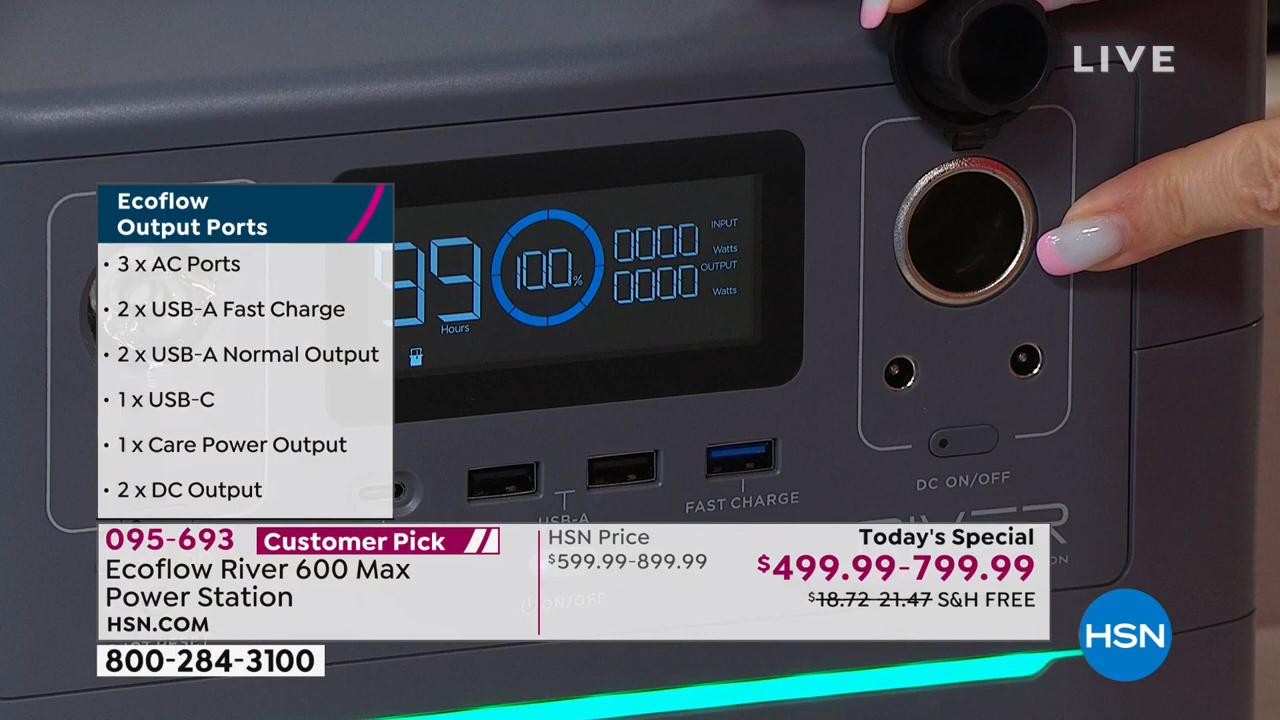 LIVE
Ecoflow
Output Ports
• 3 x AC Ports
• 2 x USB-A Fast Charge
• 2 x USB-A Normal Output
• 1 x USB-C
• 1 x Care Power Output
• 2 x DC Output
99
Hours
100%
0000 INPUT
Watts
0000 OUTPUT
Watts
USB-A
FAST CHARGE
DC ON/OFF
RIVER
095-693 Customer Pick
Ecoflow River 600 Max
Power Station
HSN.COM
HSN Price
$599.99-899.99
Today's Special
$499.99-799.99
$18.72-21.47 S&H FREE
ON/OFF
800-284-3100
HSN